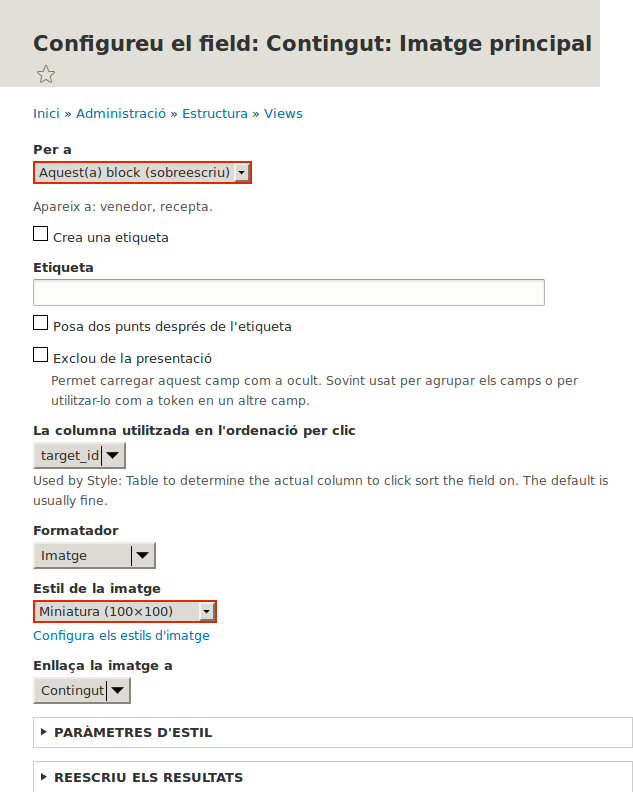 Configureu el field: Contingut: Imatge principal
Inici » Administració » Estructura » Views
Per a
Aquest(a) block (sobreescriu)
Apareix a: venedor, recepta.
Crea una etiqueta
Etiqueta
Posa dos punts després de l'etiqueta
Exclou de la presentació
Permet carregar aquest camp com a ocult. Sovint usat per agrupar els camps o per
utilitzar-lo com a token en un altre camp.
La columna utilitzada en l'ordenació per clic
target_id
Used by Style: Table to determine the actual column to click sort the field on. The default is
usually fine.
Formatador
Imatge
Estil de la imatge
Miniatura (100×100)
Configura els estils d'imatge
Enllaça la imatge a
Contingut
PARÀMETRES D'ESTIL
REESCRIU ELS RESULTATS